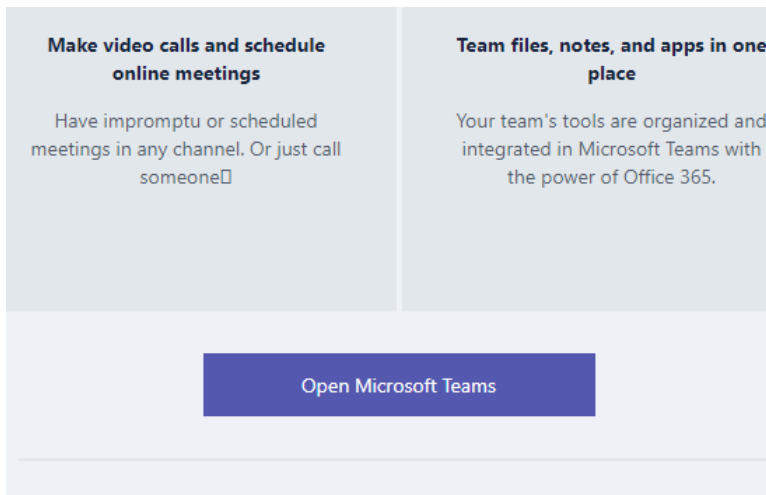 Make video calls and schedule
online meetings
Have impromptu or scheduled
meetings in any channel. Or just call
someone▯
Team files, notes, and apps in one
place
Your team's tools are organized and
integrated in Microsoft Teams with
the power of Office 365.
Open Microsoft Teams